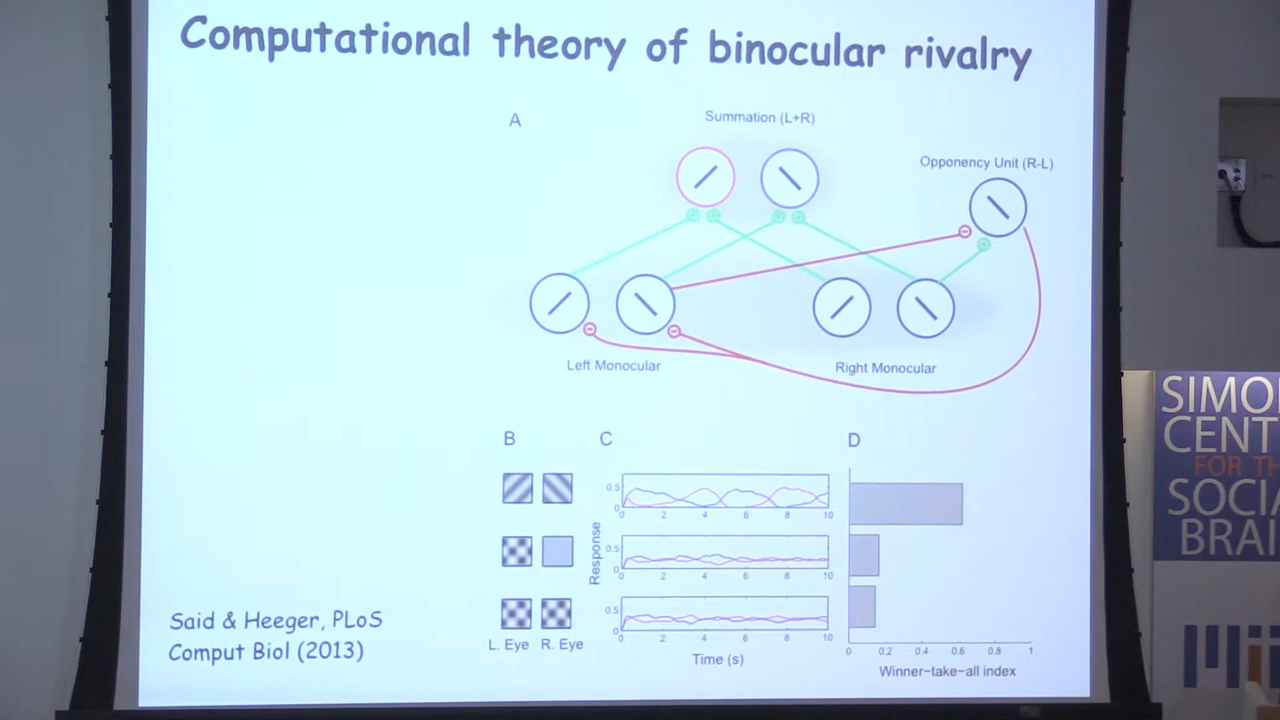 Computational theory of binocular rivalry
A
Summation (L+R)
Opponency Unit (R-L)
Left Monocular
Right Monocular
B
C
D
Response
0.5
0
0 2 4 6 8 10
0.5
0
0 2 4 6 8 10
0.5
0
0 2 4 6 8 10
L. Eye R. Eye
Time (s)
0 0.2 0.4 0.6 0.8 1
Winner-take-all index
Said & Heeger, PLoS
Comput Biol (2013)
SIMO
CENT
FOR TH
SOCIA
BRAI